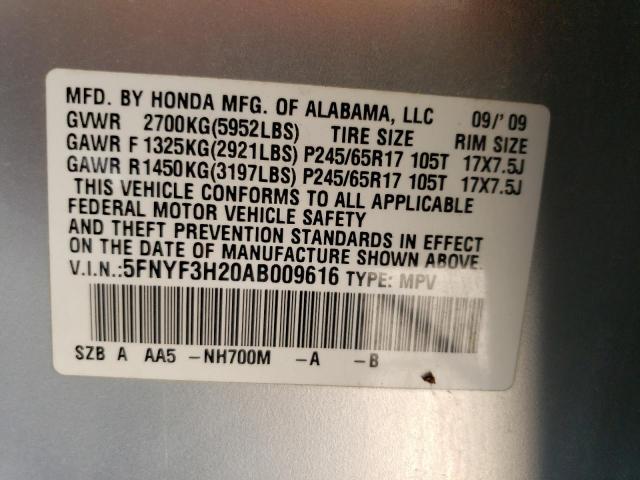 MFD. BY HONDA MFG. OF ALABAMA, LLC 09/'09
GVWR 2700KG(5952LBS) TIRE SIZE RIM SIZE
GAWR F 1325KG(2921LBS) P245/65R17 105T 17X7.5J
GAWR R1450KG(3197LBS) P245/65R17 105T 17X7.5J
THIS VEHICLE CONFORMS TO ALL APPLICABLE
FEDERAL MOTOR VEHICLE SAFETY
AND THEFT PREVENTION STANDARDS IN EFFECT
ON THE DATE OF MANUFACTURE SHOWN ABOVE.
V.I.N.:5FNYF3H20AB009616 TYPE: MPV
SZB A AA5 -NH700M -A -B